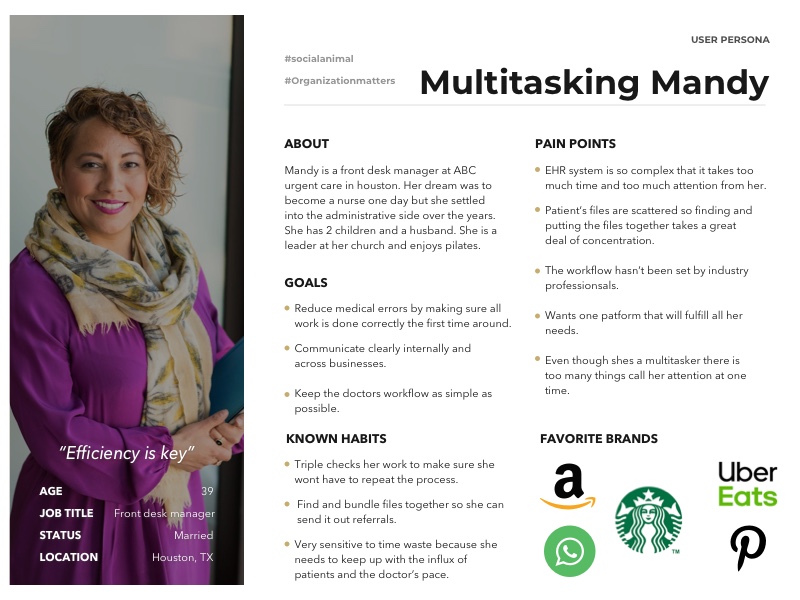 USER PERSONA
#socialanimal
#Organizationmatters
Multitasking Mandy
ABOUT
Mandy is a front desk manager at ABC
urgent care in houston. Her dream was to
become a nurse one day but she settled
into the administrative side over the years.
She has 2 children and a husband. She is a
leader at her church and enjoys pilates.
GOALS
Reduce medical errors by making sure all
work is done correctly the first time around.
Communicate clearly internally and
across businesses.
Keep the doctors workflow as simple as
possible.
KNOWN HABITS
Triple checks her work to make sure she
wont have to repeat the process.
Find and bundle files together so she can
send it out referrals.
Very sensitive to time waste because she
needs to keep up with the influx of
patients and the doctor's pace.
PAIN POINTS
EHR system is so complex that it takes too
much time and too much attention from her.
Patient's files are scattered so finding and
putting the files together takes a great
deal of concentration.
The workflow hasn't been set by industry
professionals.
Wants one patform that will fulfill all her
needs.
Even though shes a multitasker there is
too many things call her attention at one
time.
FAVORITE BRANDS
a
Uber
Eats
TM
"Efficiency is key"
AGE 39
JOB TITLE Front desk manager
STATUS Married
LOCATION Houston, TX